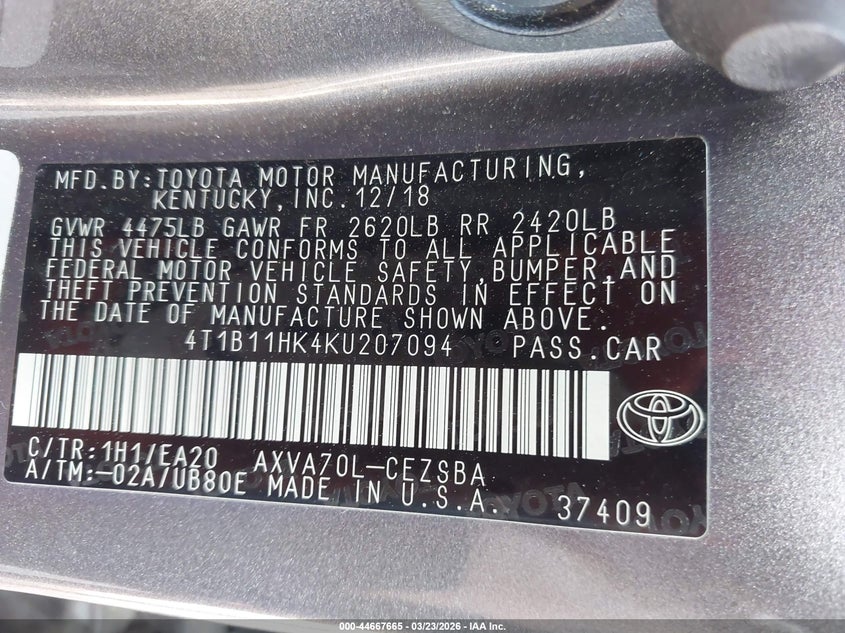 MFD.BY:TOYOTA MOTOR MANUFACTURING,
KENTUCKY,INC.12/18
GVWR 4475LB GAWR FR 2620LB RR 2420LB
THIS VEHICLE CONFORMS TO ALL APPLICABLE
FEDERAL MOTOR VEHICLE SAFETY,BUMPER,AND
THEFT PREVENTION STANDARDS IN EFFECT ON
THE DATE OF MANUFACTURE SHOWN ABOVE.
4T1B11HK4KU207094 PASS.CAR
C/TR:1H1/EA20 AXVA70L-CEZSBA
A/TM:-02A/UB80E MADE IN U.S.A. 37409
000-44667665 - 03/23/2026 - IAA Inc.